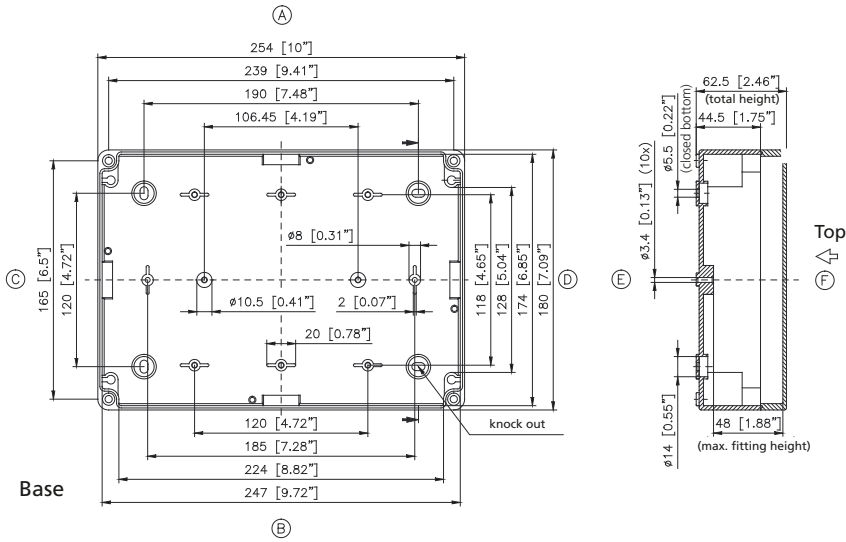 A
254 [10”]
239 [9.41”]
190 [7.48”]
106.45 [4.19”]
ø8 [0.31”]
ø10.5 [0.41”]
2 [0.07”]
20 [0.78”]
C
165 [6.5”]
120 [4.72”]
118 [4.65”]
128 [5.04”]
174 [6.85”]
180 [7.09”]
D
120 [4.72”]
185 [7.28”]
224 [8.82”]
247 [9.72”]
knock out
Base
B
62.5 [2.46”]
(total height)
44.5 [1.75”]
ø5.5 [0.22”]
(closed bottom)
ø3.4 [0.13”] (10x)
E
Top
F
ø14 [0.55”]
48 [1.88”]
(max. fitting height)